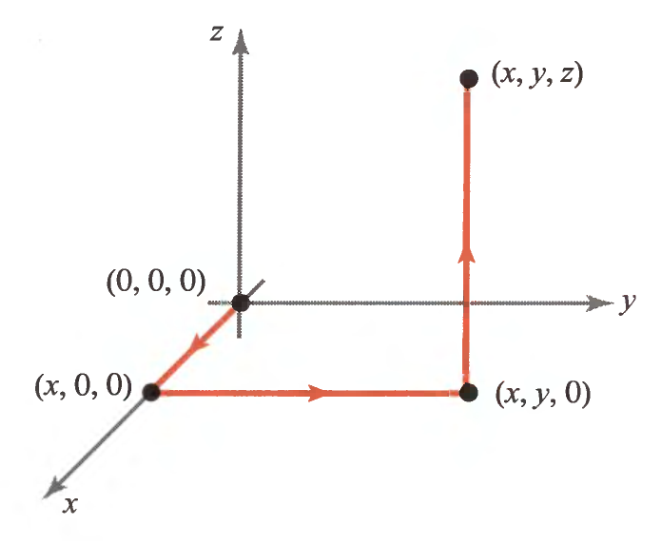 z
(x, y, z)
(0, 0, 0)
y
(x, 0, 0)
(x, y, 0)
x